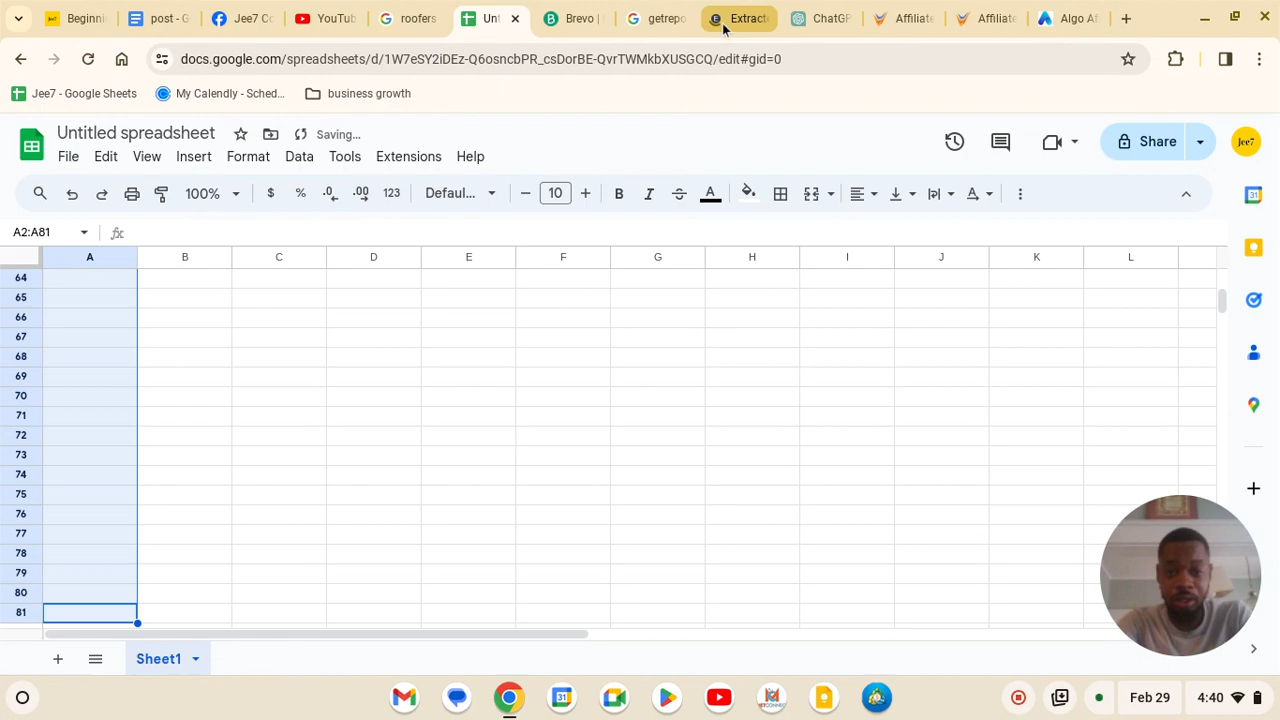 Beginni
post - G
Jee7 Co
YouTub
roofers
Unt
Brevo |
getrepo
Extract
ChatGP
Affiliate
Affiliate
Algo Af
docs.google.com/spreadsheets/d/1W7eSY2iDEz-Q6osncbPR_csDorBE-QvrTWMkbXUSGCQ/edit#gid=0
Jee7 - Google Sheets
My Calendly - Sched...
business growth
Untitled spreadsheet
Saving...
File Edit View Insert Format Data Tools Extensions Help
Share
Jee7
100%
$ % .0 .00 123
Defaul...
10
B I A
A2:A81
fx
A B C D E F G H I J K L
64
65
66
67
68
69
70
71
72
73
74
75
76
77
78
79
80
81
Sheet1
Feb 29
4:40